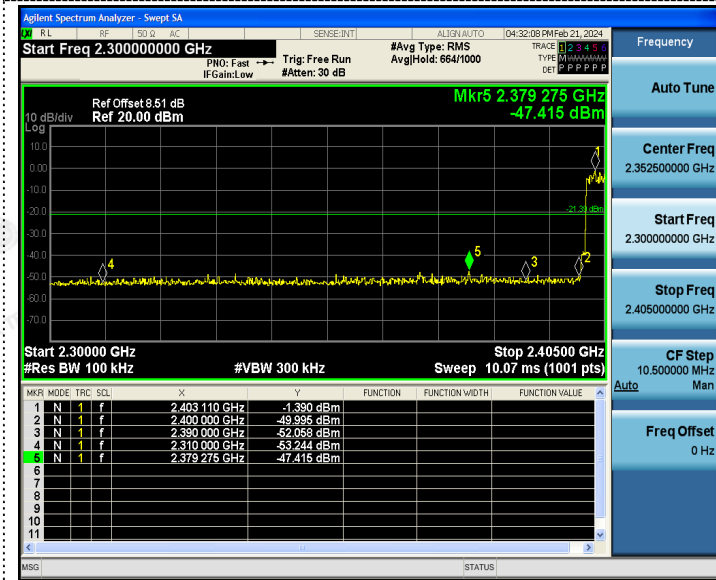 Agilent Spectrum Analyzer - Swept SA
LXI RL RF 50 Ω AC SENSE:INT ALIGN AUTO 04:32:08 PM Feb 21, 2024
Start Freq 2.300000000 GHz
PNO: Fast
IFGain:Low
Trig: Free Run
#Atten: 30 dB
#Avg Type: RMS
Avg|Hold: 664/1000
TRACE 1 2 3 4 5 6
TYPE MWWWWW
DET P P P P P P
Frequency
Auto Tune
Center Freq
2.352500000 GHz
Start Freq
2.300000000 GHz
Stop Freq
2.405000000 GHz
CF Step
10.500000 MHz
Auto Man
Freq Offset
0 Hz
Ref Offset 8.51 dB
10 dB/div Ref 20.00 dBm
Log
Mkr5 2.379 275 GHz
-47.415 dBm
10.0
0.00
-10.0
-20.0
-30.0
-40.0
-50.0
-60.0
-70.0
1
-21.39 dBm
4
5
3
2
Start 2.30000 GHz Stop 2.40500 GHz
#Res BW 100 kHz #VBW 300 kHz Sweep 10.07 ms (1001 pts)
MKR MODE TRC SCL X Y FUNCTION FUNCTION WIDTH FUNCTION VALUE
1 N 1 f 2.403 110 GHz -1.390 dBm
2 N 1 f 2.400 000 GHz -49.995 dBm
3 N 1 f 2.390 000 GHz -52.058 dBm
4 N 1 f 2.310 000 GHz -53.244 dBm
5 N 1 f 2.379 275 GHz -47.415 dBm
6
7
8
9
10
11
MSG STATUS